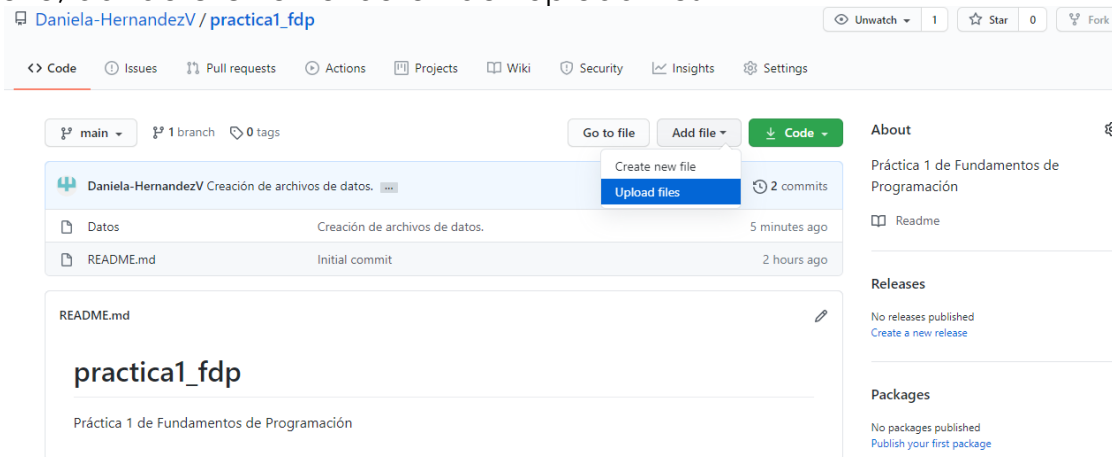 Daniela-HernandezV / practica1_fdp
Unwatch 1 Star 0 Fork
Code Issues Pull requests Actions Projects Wiki Security Insights Settings
main 1 branch 0 tags Go to file Add file Code
Create new file
Upload files
Daniela-HernandezV Creación de archivos de datos. ... 2 commits
Datos Creación de archivos de datos. 5 minutes ago
README.md Initial commit 2 hours ago
README.md
practica1_fdp
Práctica 1 de Fundamentos de Programación
About
Práctica 1 de Fundamentos de
Programación
Readme
Releases
No releases published
Create a new release
Packages
No packages published
Publish your first package